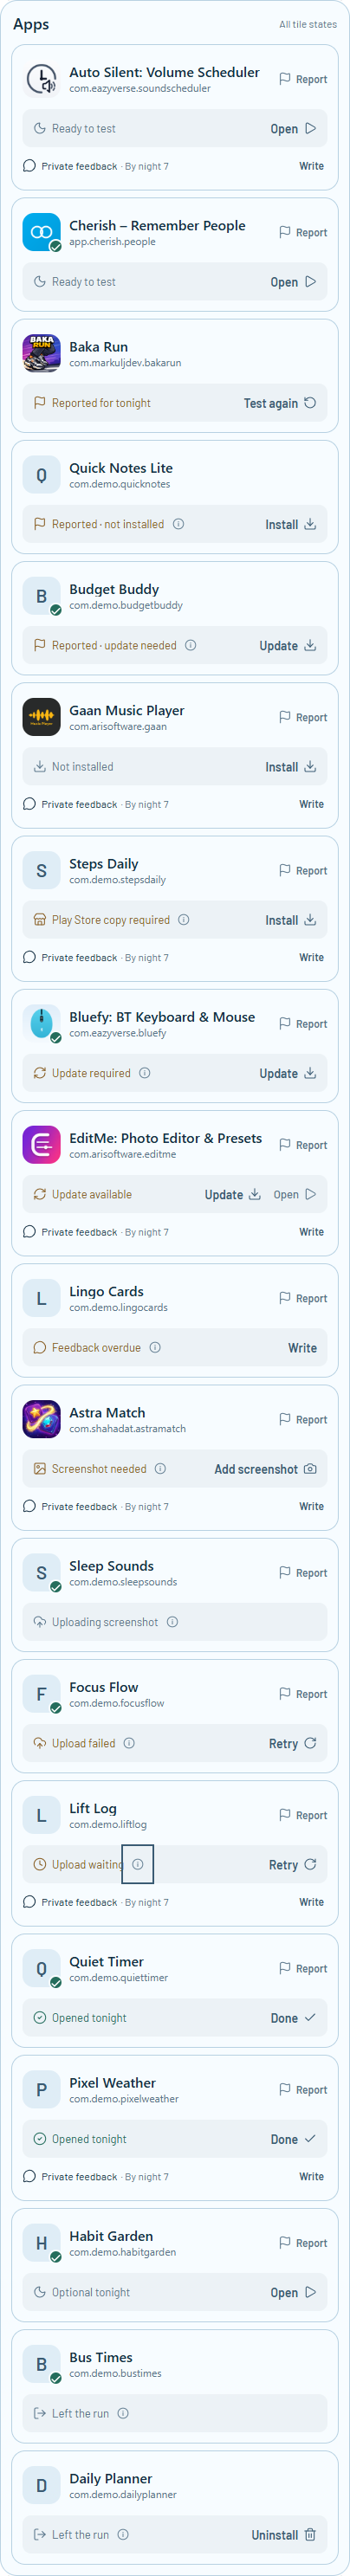 Apps
All tile states
Auto Silent: Volume Scheduler
com.eazyverse.soundscheduler
Report
Ready to test
Open
Private feedback · By night 7
Write
Cherish – Remember People
app.cherish.people
Report
Ready to test
Open
BAKA RUN
Baka Run
com.markuljdev.bakarun
Reported for tonight
Test again
Q
Quick Notes Lite
com.demo.quicknotes
Reported · not installed
Install
B
Budget Buddy
com.demo.budgetbuddy
Reported · update needed
Update
Gaan Music Player
com.arisoftware.gaan
Report
Not installed
Install
Private feedback · By night 7
Write
S
Steps Daily
com.demo.stepsdaily
Report
Play Store copy required
Install
Private feedback · By night 7
Write
Bluefy: BT Keyboard & Mouse
com.eazyverse.bluefy
Report
Update required
Update
EditMe: Photo Editor & Presets
com.arisoftware.editme
Report
Update available
Update
Open
Private feedback · By night 7
Write
L
Lingo Cards
com.demo.lingocards
Report
Feedback overdue
Write
Astra Match
com.shahadat.astramatch
Report
Screenshot needed
Add screenshot
Private feedback · By night 7
Write
S
Sleep Sounds
com.demo.sleepsounds
Report
Uploading screenshot
F
Focus Flow
com.demo.focusflow
Report
Upload failed
Retry
L
Lift Log
com.demo.liftlog
Report
Upload waiting
Retry
Private feedback · By night 7
Write
Q
Quiet Timer
com.demo.quiettimer
Report
Opened tonight
Done
P
Pixel Weather
com.demo.pixelweather
Report
Opened tonight
Done
Private feedback · By night 7
Write
H
Habit Garden
com.demo.habitgarden
Report
Optional tonight
Open
B
Bus Times
com.demo.bustimes
Left the run
D
Daily Planner
com.demo.dailyplanner
Left the run
Uninstall